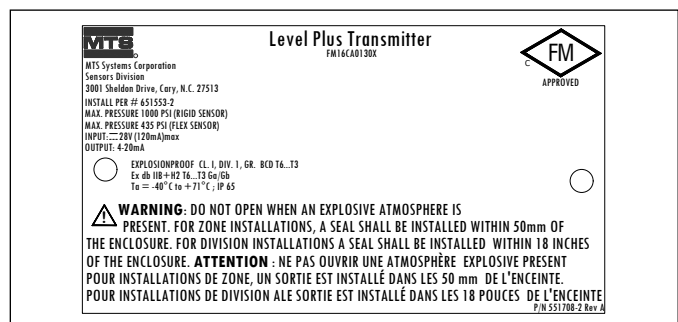 MTS
Level Plus Transmitter
FM16CA0130X
C FM
APPROVED
MTS Systems Corporation
Sensors Division
3001 Sheldon Drive, Cary, N.C. 27513
INSTALL PER # 651553-2
MAX. PRESSURE 1000 PSI (RIGID SENSOR)
MAX. PRESSURE 435 PSI (FLEX SENSOR)
INPUT: ⎓ 28V (120mA)max
OUTPUT: 4-20mA
EXPLOSIONPROOF CL. I, DIV. 1, GR. BCD T6...T3
Ex db IIB+H2 T6...T3 Ga/Gb
Ta = -40°C to +71°C ; IP 65
WARNING: DO NOT OPEN WHEN AN EXPLOSIVE ATMOSPHERE IS
PRESENT. FOR ZONE INSTALLATIONS, A SEAL SHALL BE INSTALLED WITHIN 50mm OF
THE ENCLOSURE. FOR DIVISION INSTALLATIONS A SEAL SHALL BE INSTALLED WITHIN 18 INCHES
OF THE ENCLOSURE. ATTENTION : NE PAS OUVRIR UNE ATMOSPHÈRE EXPLOSIVE PRESENT
POUR INSTALLATIONS DE ZONE, UN SORTIE EST INSTALLÉ DANS LES 50 mm DE L'ENCEINTE.
POUR INSTALLATIONS DE DIVISION ALE SORTIE EST INSTALLÉ DANS LES 18 POUCES DE L'ENCEINTE
P/N 551708-2 Rev A